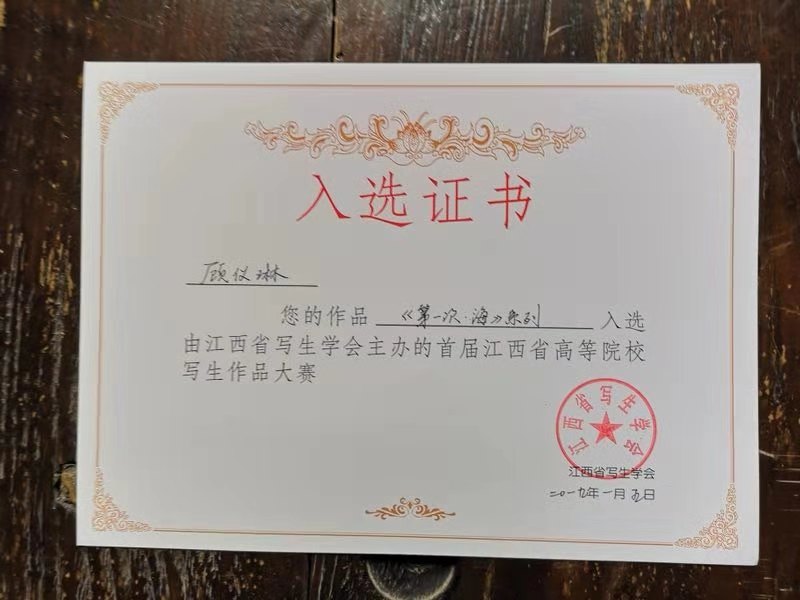 入选证书
顾仪琳
您的作品《第一次·海》系列入选
由江西省写生学会主办的首届江西省高等院校
写生作品大赛
江西省写生学会
江西省写生学会
二〇一九年一月五日